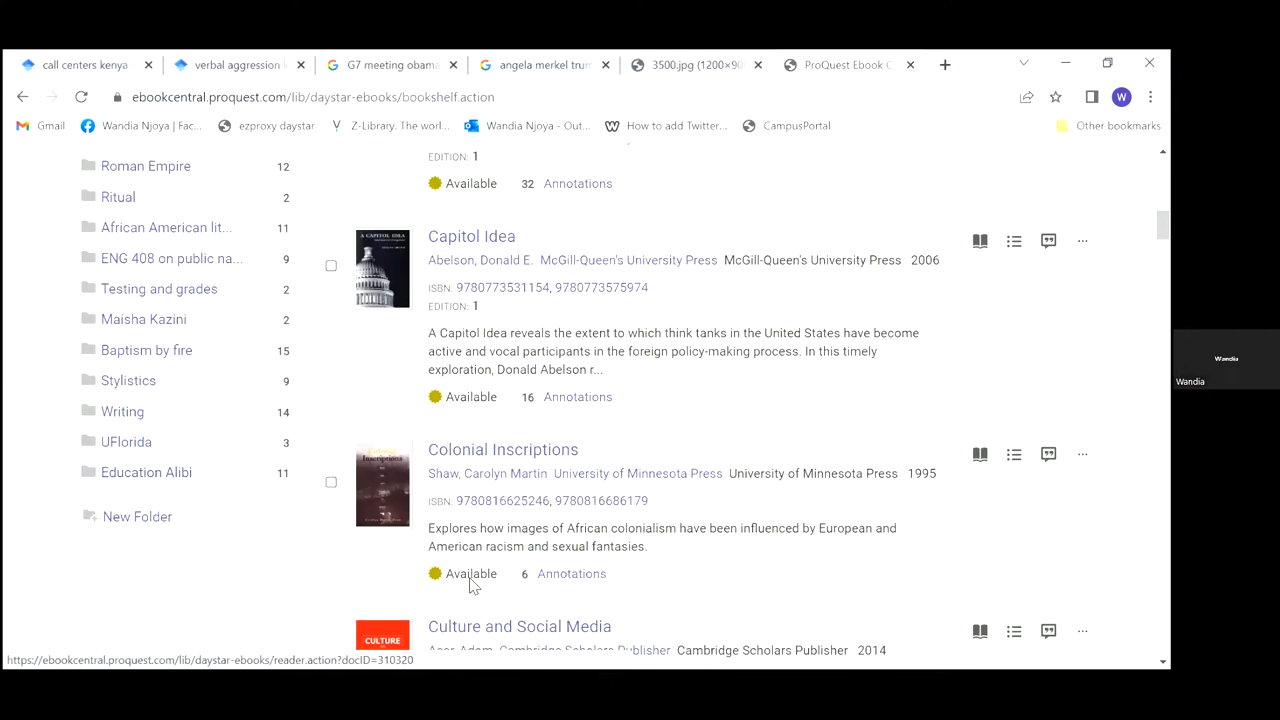 call centers kenya
verbal aggression k
G7 meeting obama
angela merkel trum
3500.jpg (1200×90
ProQuest Ebook C
ebookcentral.proquest.com/lib/daystar-ebooks/bookshelf.action
W
Gmail
Wandia Njoya | Fac...
ezproxy daystar
Z-Library. The worl...
Wandia Njoya - Out...
How to add Twitter...
CampusPortal
Other bookmarks
Roman Empire 12
Ritual 2
African American lit... 11
ENG 408 on public na... 9
Testing and grades 2
Maisha Kazini 2
Baptism by fire 15
Stylistics 9
Writing 14
UFlorida 3
Education Alibi 11
New Folder
EDITION: 1
Available 32 Annotations
A CAPITOL IDEA
Capitol Idea
Abelson, Donald E. McGill-Queen's University Press McGill-Queen's University Press 2006
ISBN: 9780773531154, 9780773575974
EDITION: 1
A Capitol Idea reveals the extent to which think tanks in the United States have become
active and vocal participants in the foreign policy-making process. In this timely
exploration, Donald Abelson r...
Available 16 Annotations
Colonial Inscriptions
Shaw, Carolyn Martin University of Minnesota Press University of Minnesota Press 1995
ISBN: 9780816625246, 9780816686179
Explores how images of African colonialism have been influenced by European and
American racism and sexual fantasies.
Available 6 Annotations
CULTURE
Culture and Social Media
Acar, Adam Cambridge Scholars Publisher Cambridge Scholars Publisher 2014
https://ebookcentral.proquest.com/lib/daystar-ebooks/reader.action?docID=310320
Wandia
Wandia